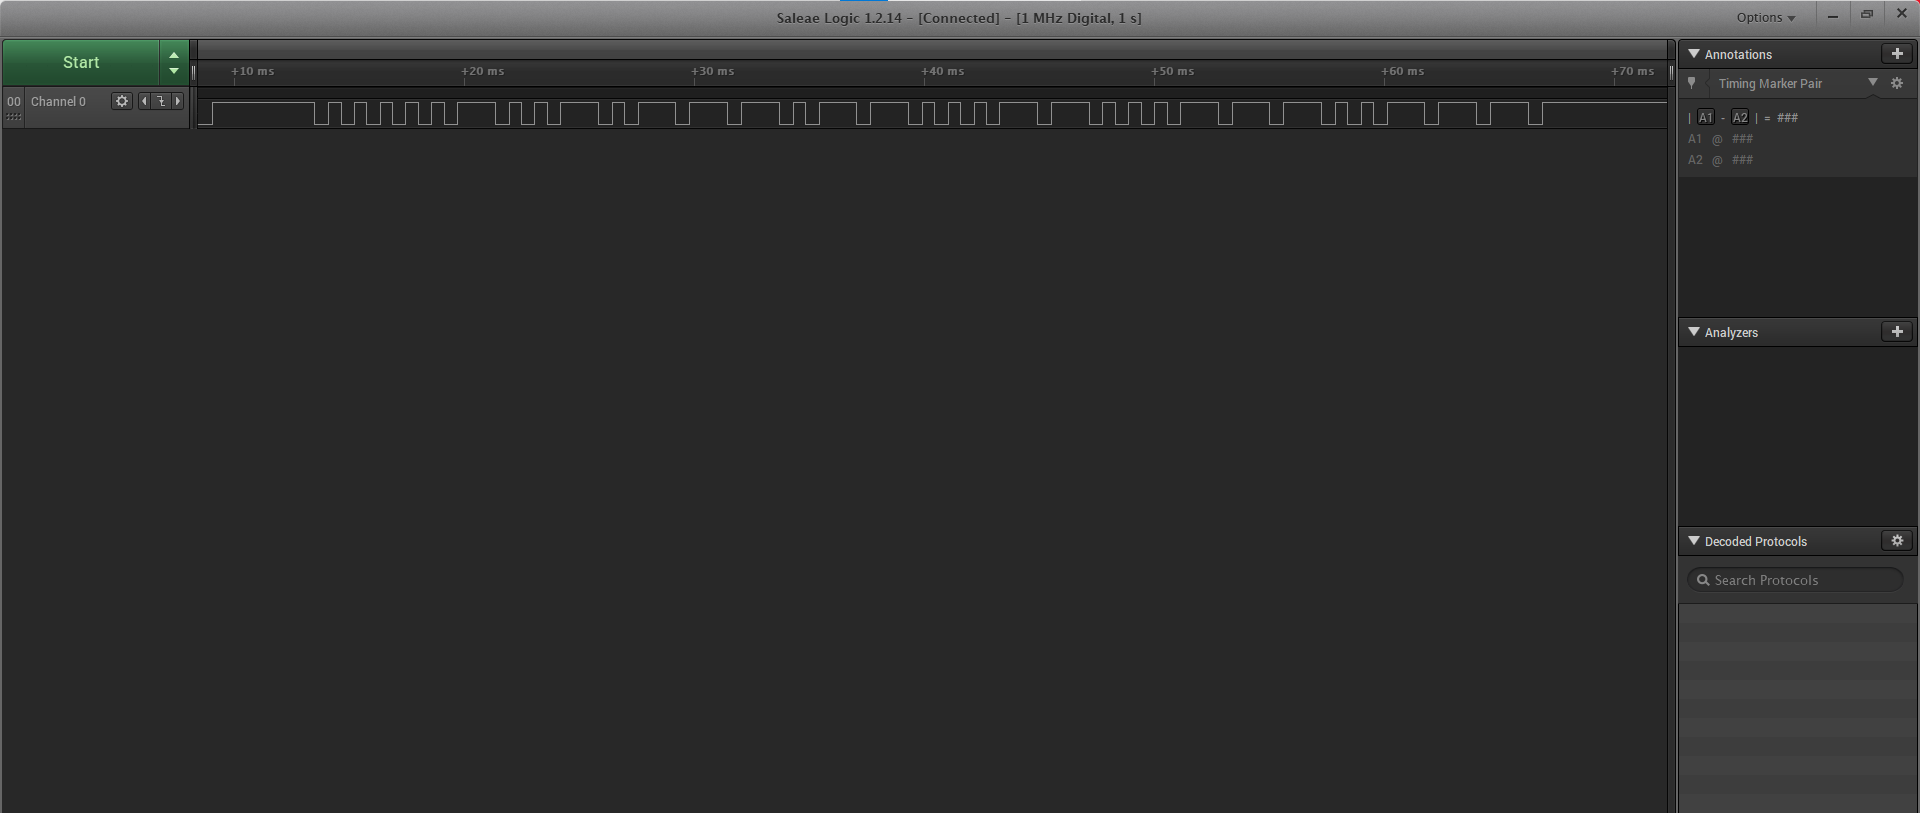 Saleae Logic 1.2.14 - [Connected] - [1 MHz Digital, 1 s]
Options
Start
+10 ms +20 ms +30 ms +40 ms +50 ms +60 ms +70 ms
00 Channel 0
Annotations
Timing Marker Pair
| A1 - A2 | = ###
A1 @ ###
A2 @ ###
Analyzers
Decoded Protocols
Search Protocols